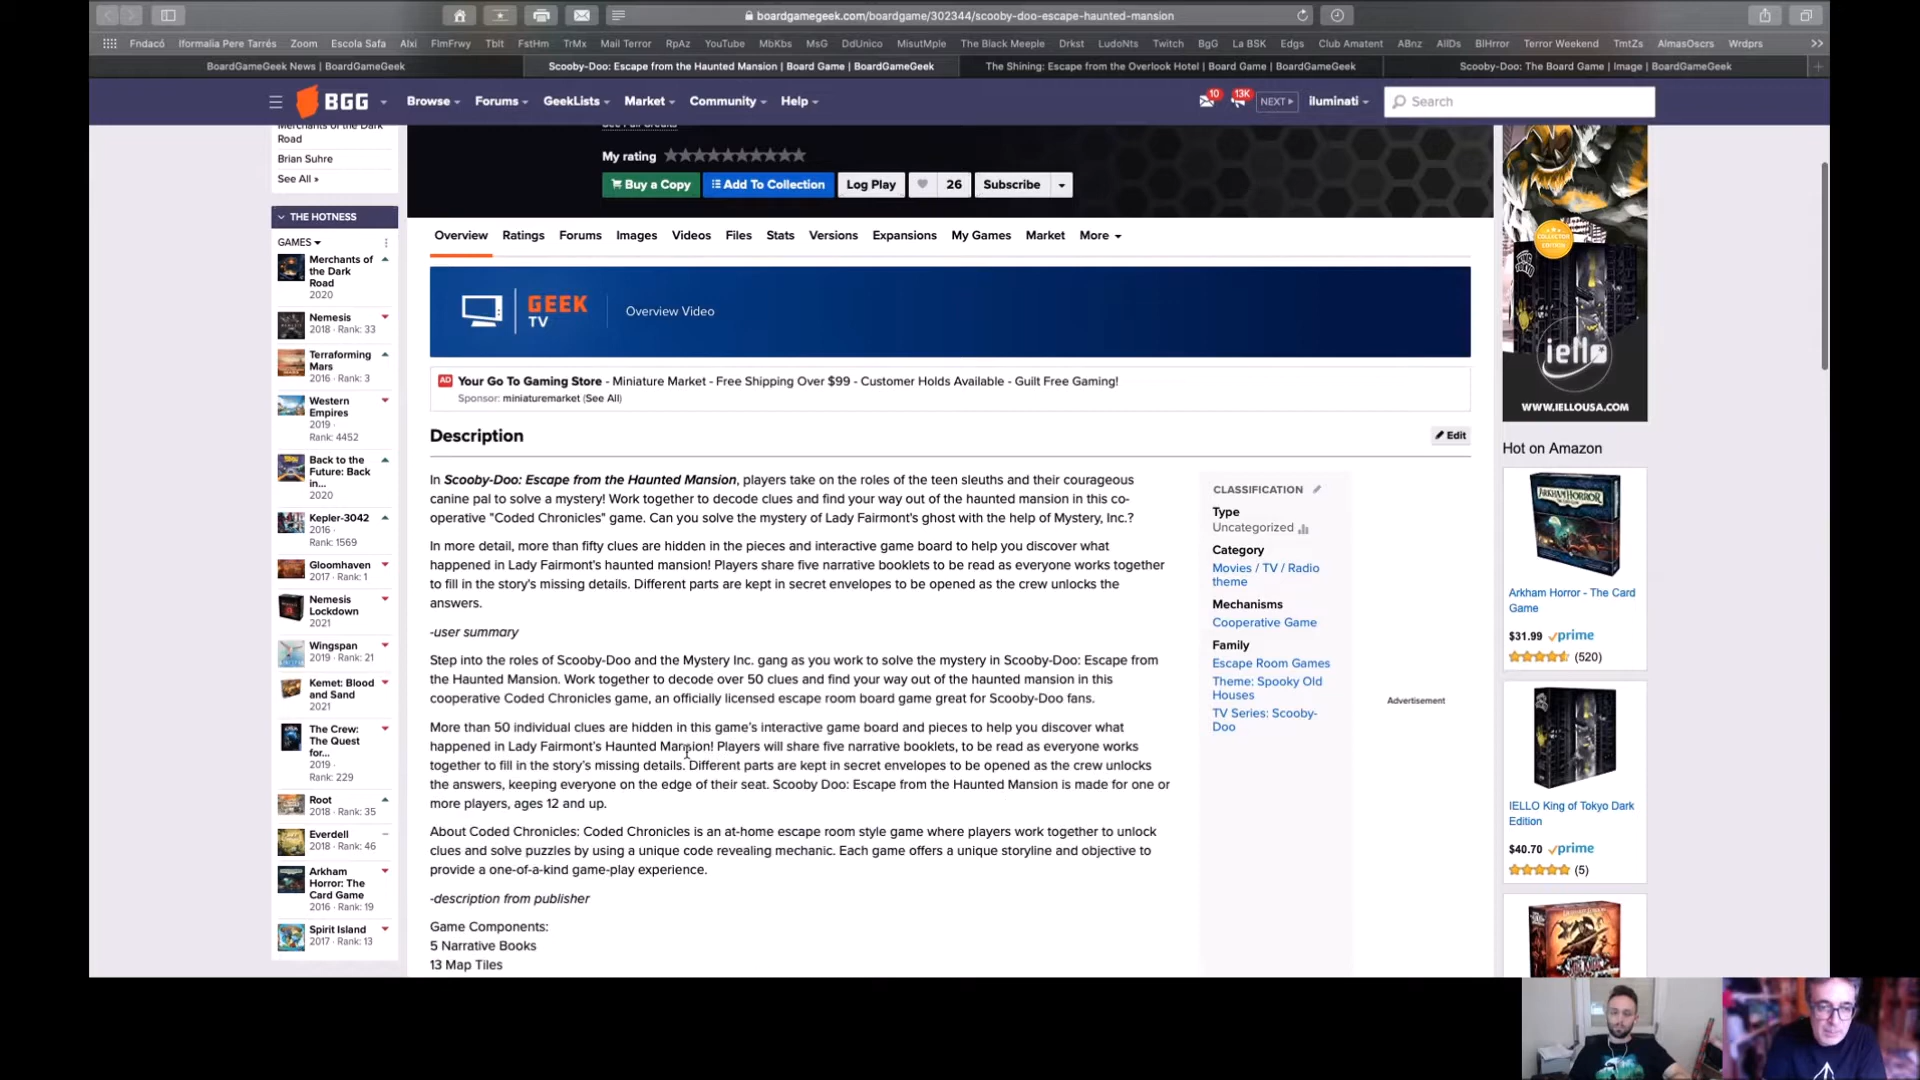 boardgamegeek.com/boardgame/302344/scooby-doo-escape-haunted-mansion
Fndacó Iformalia Pere Tarrés Zoom Escola Safa Alxi FlmFrwy Tblt FstHm TrMx Mail Terror RpAz YouTube MbKbs MsG DdUnico MisutMple The Black Meeple Drkst LudoNts Twitch BgG La BSK Edgs Club Amatent ABnz AllDs BlHrror Terror Weekend TmtZs AlmasOscrs Wrdprs
BoardGameGeek News | BoardGameGeek
Scooby-Doo: Escape from the Haunted Mansion | Board Game | BoardGameGeek
The Shining: Escape from the Overlook Hotel | Board Game | BoardGameGeek
Scooby-Doo: The Board Game | Image | BoardGameGeek
BGG Browse Forums GeekLists Market Community Help 10 13K NEXT iluminati Search
Merchants of the Dark
Road
Brian Suhre
See All »
See Full Credits
My rating
Buy a Copy Add To Collection Log Play 26 Subscribe
THE HOTNESS
GAMES
Merchants of
the Dark
Road
2020
Nemesis
2018 · Rank: 33
Terraforming
Mars
2016 · Rank: 3
Western
Empires
2019 ·
Rank: 4452
Back to the
Future: Back
in...
2020
Kepler-3042
2016 ·
Rank: 1569
Gloomhaven
2017 · Rank: 1
Nemesis
Lockdown
2021
Wingspan
2019 · Rank: 21
Kemet: Blood
and Sand
2021
The Crew:
The Quest
for...
2019 ·
Rank: 229
Root
2018 · Rank: 35
Everdell
2018 · Rank: 46
Arkham
Horror: The
Card Game
2016 · Rank: 19
Spirit Island
2017 · Rank: 13
Overview Ratings Forums Images Videos Files Stats Versions Expansions My Games Market More
GEEK
TV
Overview Video
AD Your Go To Gaming Store - Miniature Market - Free Shipping Over $99 - Customer Holds Available - Guilt Free Gaming!
Sponsor: miniaturemarket (See All)
Description
Edit
In Scooby-Doo: Escape from the Haunted Mansion, players take on the roles of the teen sleuths and their courageous
canine pal to solve a mystery! Work together to decode clues and find your way out of the haunted mansion in this co-
operative "Coded Chronicles" game. Can you solve the mystery of Lady Fairmont's ghost with the help of Mystery, Inc.?
In more detail, more than fifty clues are hidden in the pieces and interactive game board to help you discover what
happened in Lady Fairmont's haunted mansion! Players share five narrative booklets to be read as everyone works together
to fill in the story's missing details. Different parts are kept in secret envelopes to be opened as the crew unlocks the
answers.
-user summary
Step into the roles of Scooby-Doo and the Mystery Inc. gang as you work to solve the mystery in Scooby-Doo: Escape from
the Haunted Mansion. Work together to decode over 50 clues and find your way out of the haunted mansion in this
cooperative Coded Chronicles game, an officially licensed escape room board game great for Scooby-Doo fans.
More than 50 individual clues are hidden in this game's interactive game board and pieces to help you discover what
happened in Lady Fairmont's Haunted Mansion! Players will share five narrative booklets, to be read as everyone works
together to fill in the story's missing details. Different parts are kept in secret envelopes to be opened as the crew unlocks
the answers, keeping everyone on the edge of their seat. Scooby Doo: Escape from the Haunted Mansion is made for one or
more players, ages 12 and up.
About Coded Chronicles: Coded Chronicles is an at-home escape room style game where players work together to unlock
clues and solve puzzles by using a unique code revealing mechanic. Each game offers a unique storyline and objective to
provide a one-of-a-kind game-play experience.
-description from publisher
Game Components:
5 Narrative Books
13 Map Tiles
CLASSIFICATION
Type
Uncategorized
Category
Movies / TV / Radio
theme
Mechanisms
Cooperative Game
Family
Escape Room Games
Theme: Spooky Old
Houses
TV Series: Scooby-
Doo
Advertisement
COLLECTOR
EDITION
iello
WWW.IELLOUSA.COM
Hot on Amazon
ARKHAM HORROR
Arkham Horror - The Card
Game
$31.99 prime
(520)
IELLO King of Tokyo Dark
Edition
$40.70 prime
(5)